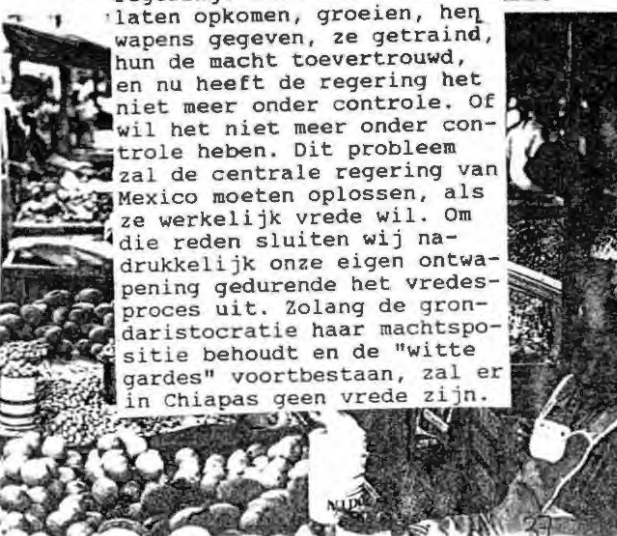 laten opkomen, groeien, hen
wapens gegeven, ze getraind,
hun de macht toevertrouwd,
en nu heeft de regering het
niet meer onder controle. Of
wil het niet meer onder con-
trole heben. Dit probleem
zal de centrale regering van
Mexico moeten oplossen, als
ze werkelijk vrede wil. Om
die reden sluiten wij na-
drukkelijk onze eigen ontwa-
pening gedurende het vredes-
proces uit. Zolang de gron-
daristocratie haar machtspo-
sitie behoudt en de "witte
gardes" voortbestaan, zal er
in Chiapas geen vrede zijn.
37